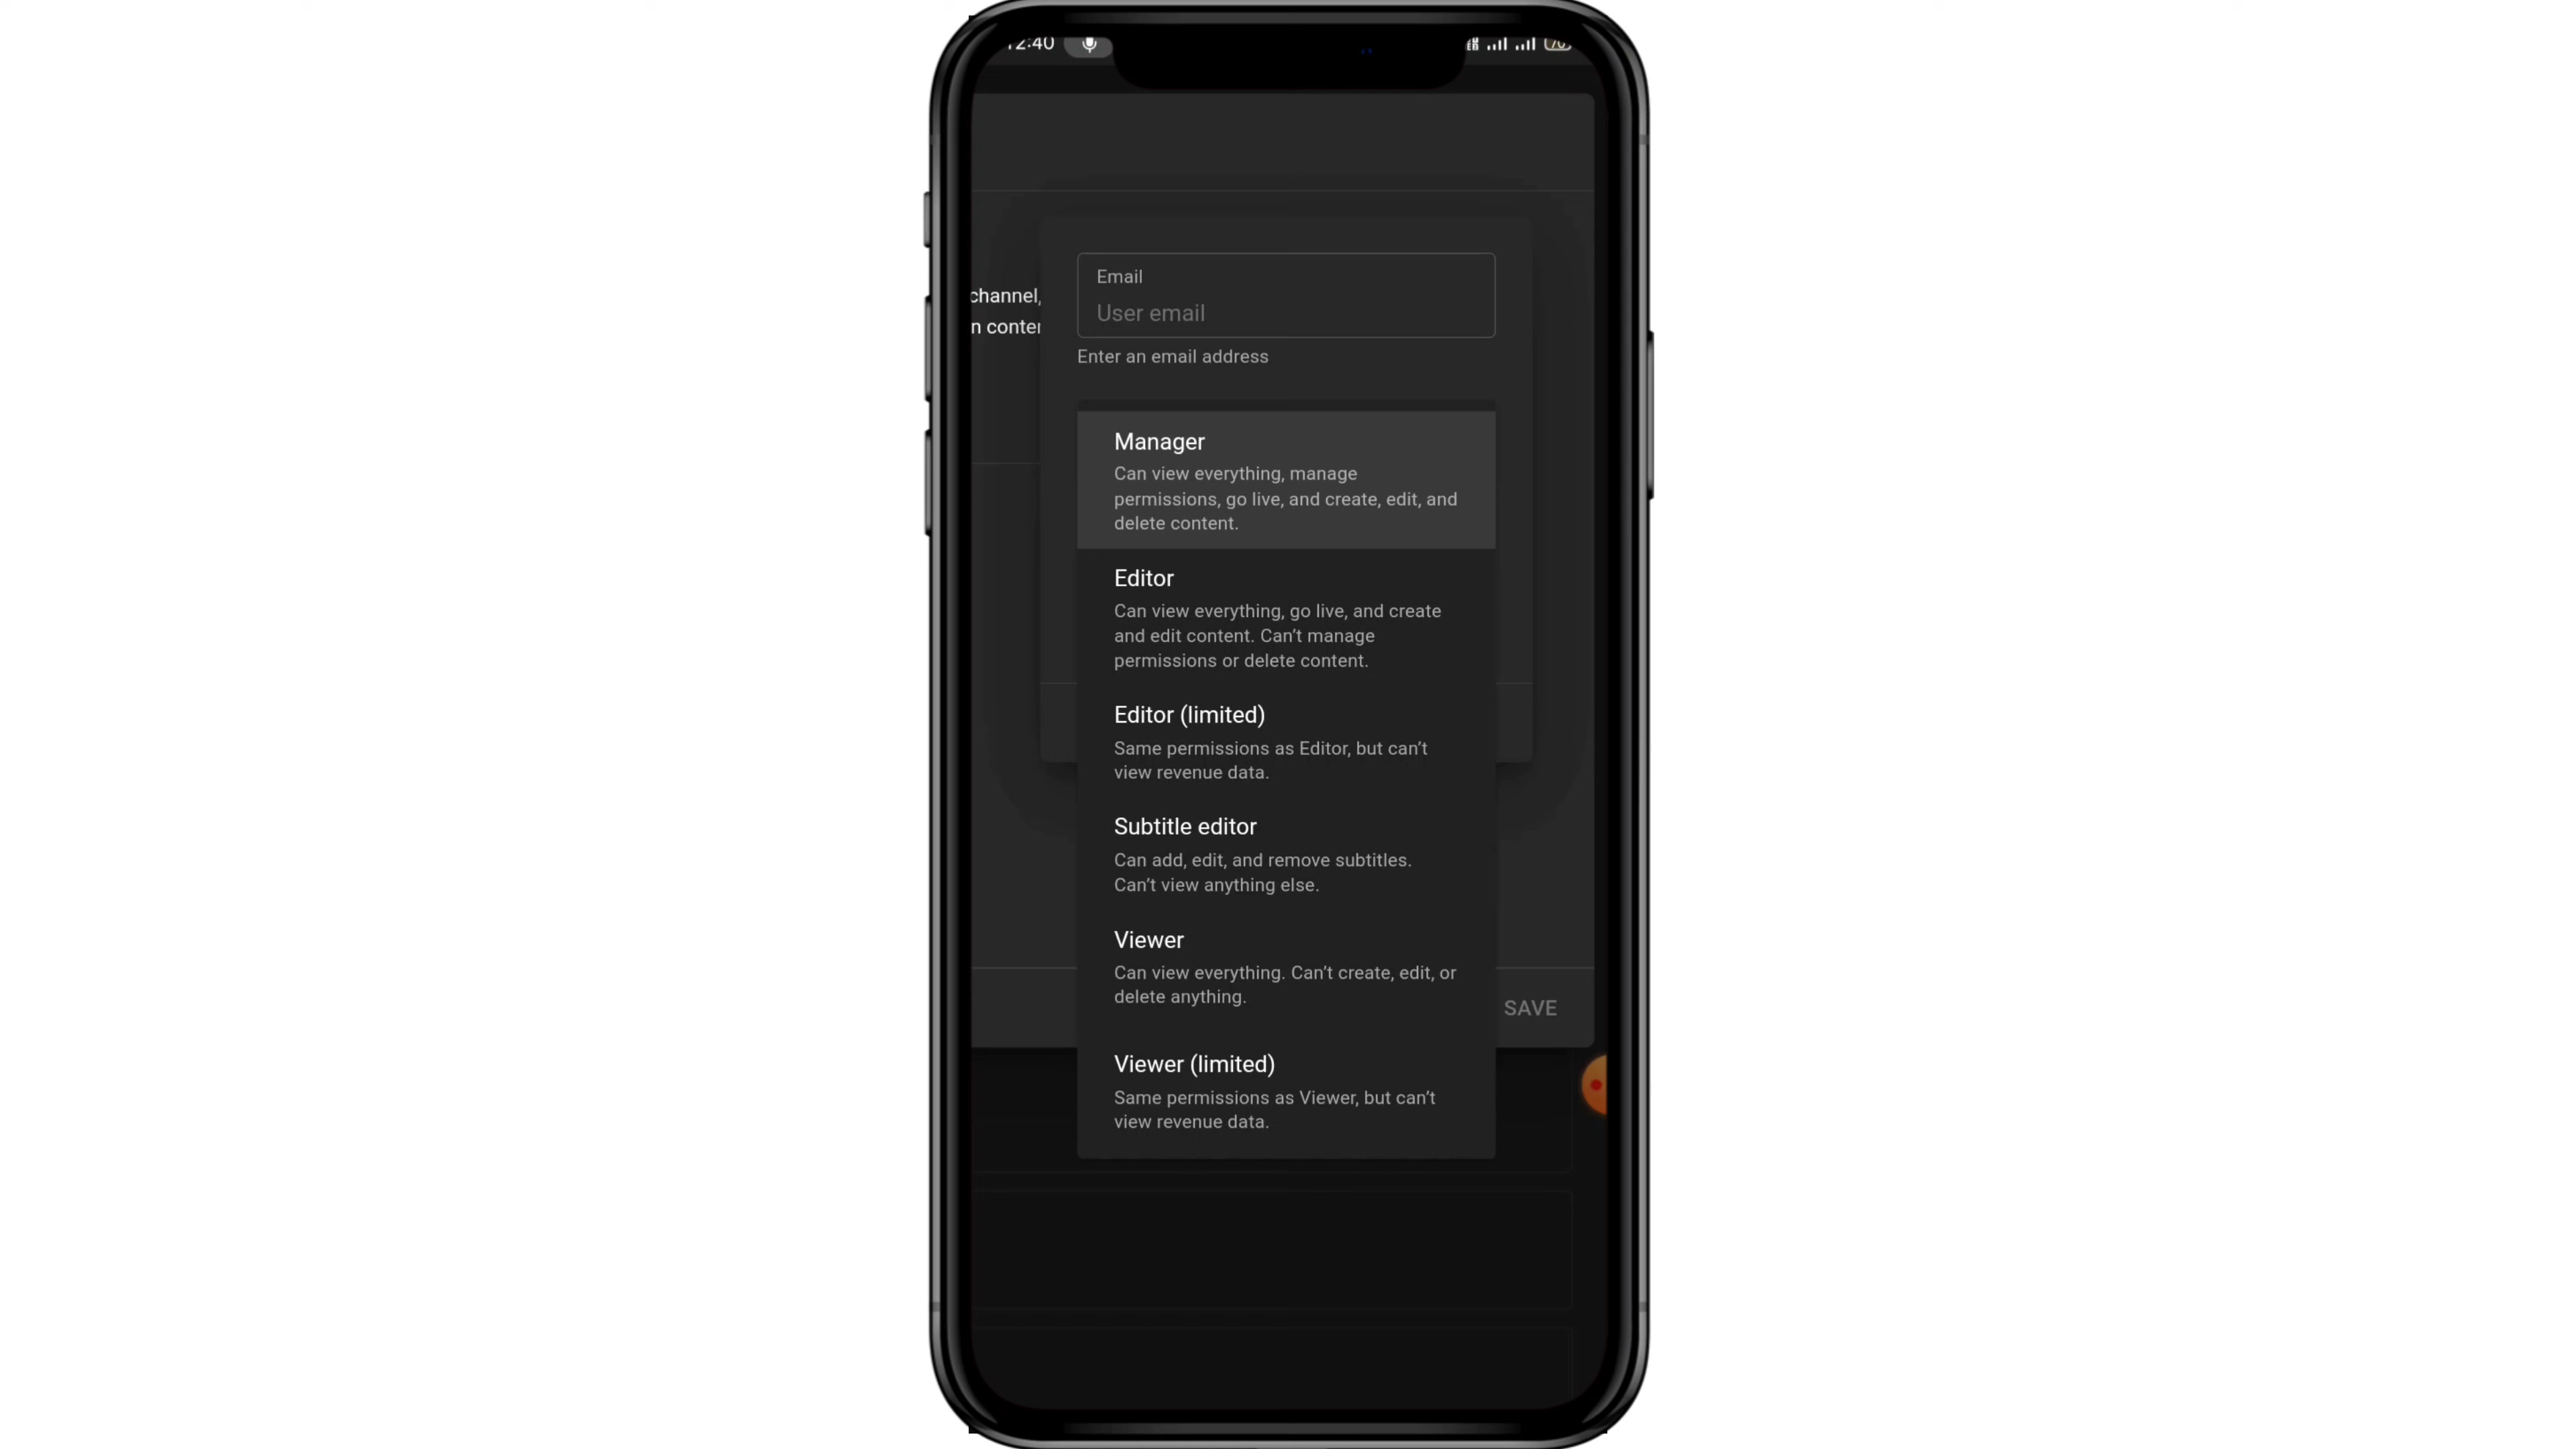 12:40
channel,
Email
User email
Enter an email address
Manager
Can view everything, manage
permissions, go live, and create, edit, and
delete content.
Editor
Can view everything, go live, and create
and edit content. Can't manage
permissions or delete content.
Editor (limited)
Same permissions as Editor, but can't
view revenue data.
Subtitle editor
Can add, edit, and remove subtitles.
Can't view anything else.
Viewer
Can view everything. Can't create, edit, or
delete anything.
SAVE
Viewer (limited)
Same permissions as Viewer, but can't
view revenue data.